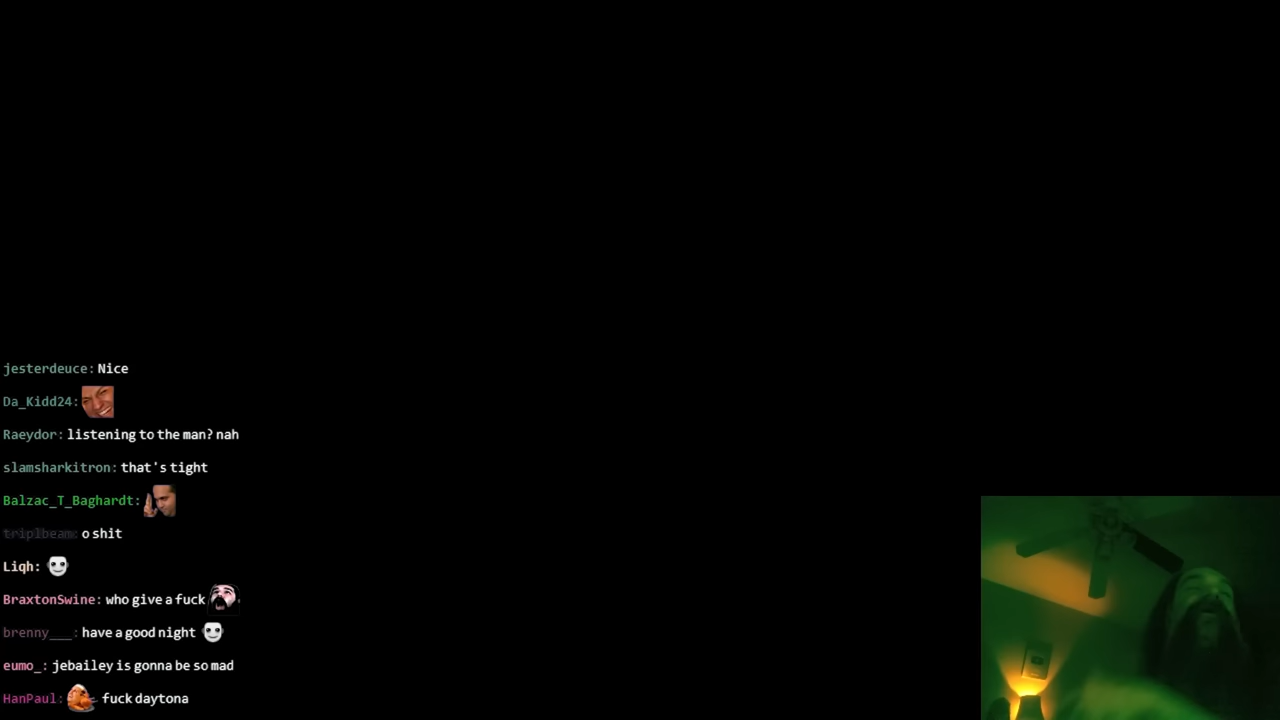 jesterdeuce: Nice
Da_Kidd24:
Raeydor: listening to the man? nah
slamsharkitron: that's tight
Balzac_T_Baghardt:
triplbeam: o shit
Liqh:
BraxtonSwine: who give a fuck
brenny___: have a good night
eumo_: jebailey is gonna be so mad
HanPaul: fuck daytona